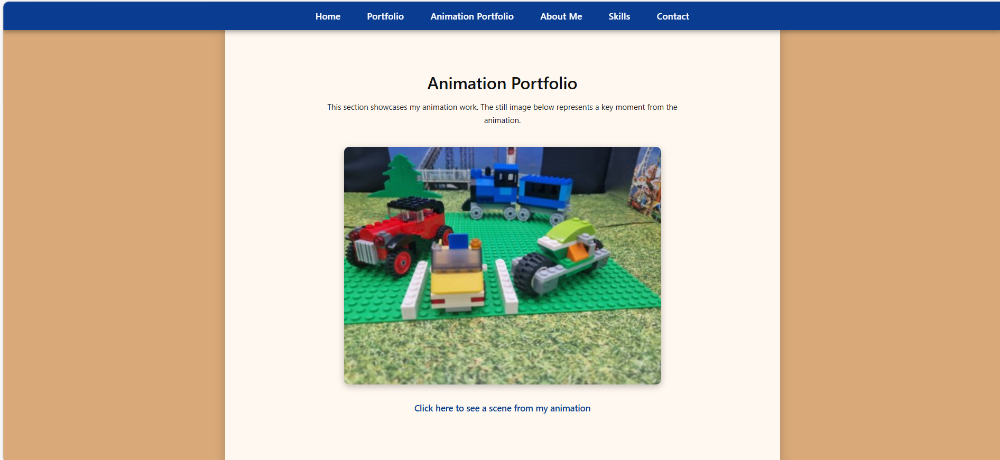 Home Portfolio Animation Portfolio About Me Skills Contact
Animation Portfolio
This section showcases my animation work. The still image below represents a key moment from the
animation.
Click here to see a scene from my animation